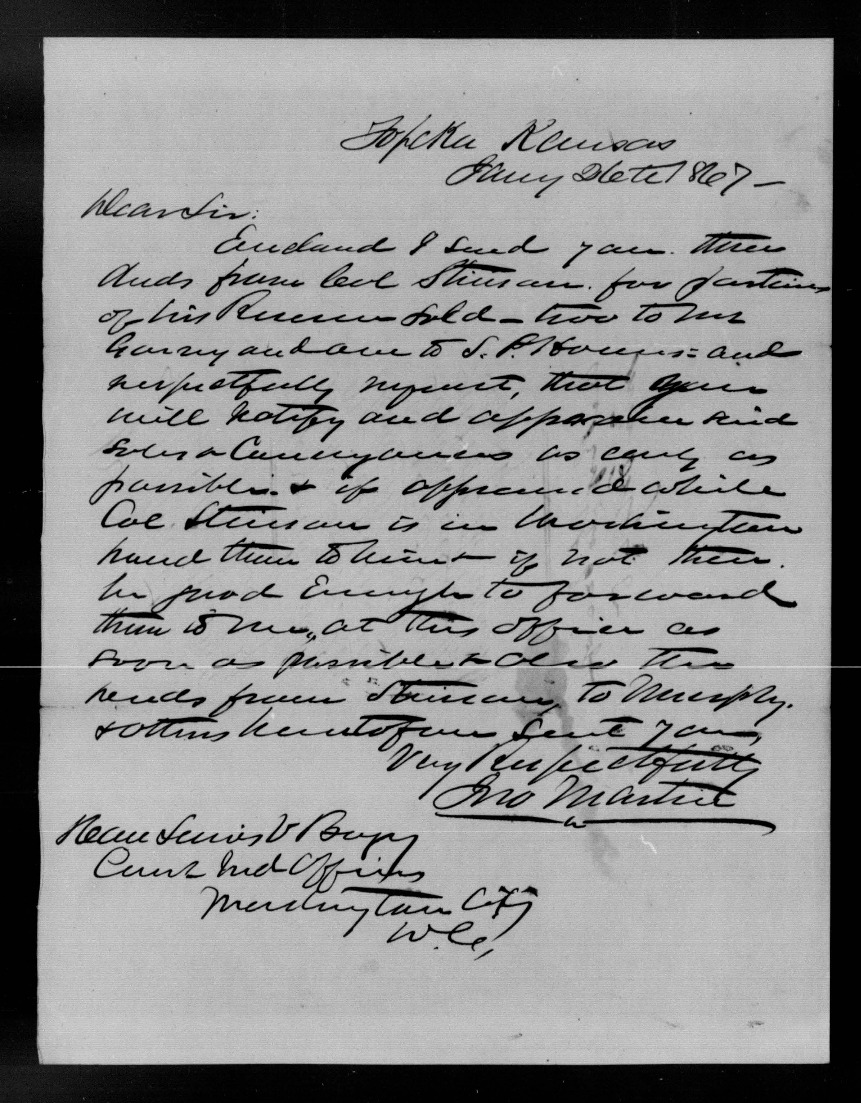 Topeka Kansas
Jany 26th 1867 —
Dear Sir:
Enclosed I send you three
deeds from Col Stinson for portions
of his Reserve sold — two to Mr
and one to S. P. and
respectfully request, that you
will Notify and approve said
sales & Conveyances as early as
possible. & if approved while
Col Stinson is in Washington
hand them to him & if not then
be good Enough to forward
them to me, at this office as
soon as possible & also the
deeds from Stinson, to Murphy.
& others heretofore Sent you,
Very Respectfully
Jno Martin
Hon Lewis V Bogy
Com Ind Affairs
Washington City
D.C.,